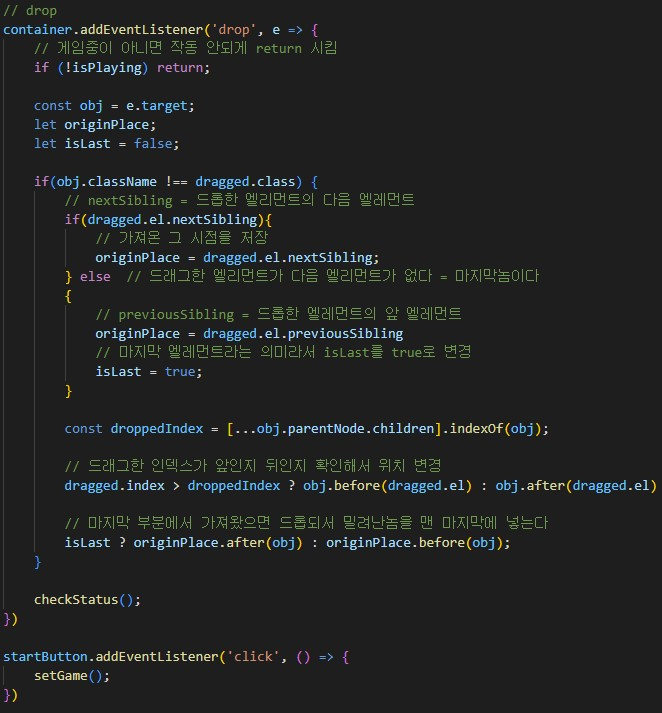 // drop
container.addEventListener('drop', e => {
// 게임중이 아니면 작동 안되게 return 시킴
if (!isPlaying) return;
const obj = e.target;
let originPlace;
let isLast = false;
if(obj.className !== dragged.class) {
// nextSibling = 드롭한 엘리먼트의 다음 엘레먼트
if(dragged.el.nextSibling){
// 가져온 그 시점을 저장
originPlace = dragged.el.nextSibling;
} else // 드래그한 엘리먼트가 다음 엘리먼트가 없다 = 마지막놈이다
{
// previousSibling = 드롭한 엘레먼트의 앞 엘레먼트
originPlace = dragged.el.previousSibling
// 마지막 엘레먼트라는 의미라서 isLast를 true로 변경
isLast = true;
}
const droppedIndex = [...obj.parentNode.children].indexOf(obj);
// 드래그한 인덱스가 앞인지 뒤인지 확인해서 위치 변경
dragged.index > droppedIndex ? obj.before(dragged.el) : obj.after(dragged.el)
// 마지막 부분에서 가져왔으면 드롭되서 밀려난놈을 맨 마지막에 넣는다
isLast ? originPlace.after(obj) : originPlace.before(obj);
}
checkStatus();
})
startButton.addEventListener('click', () => {
setGame();
})